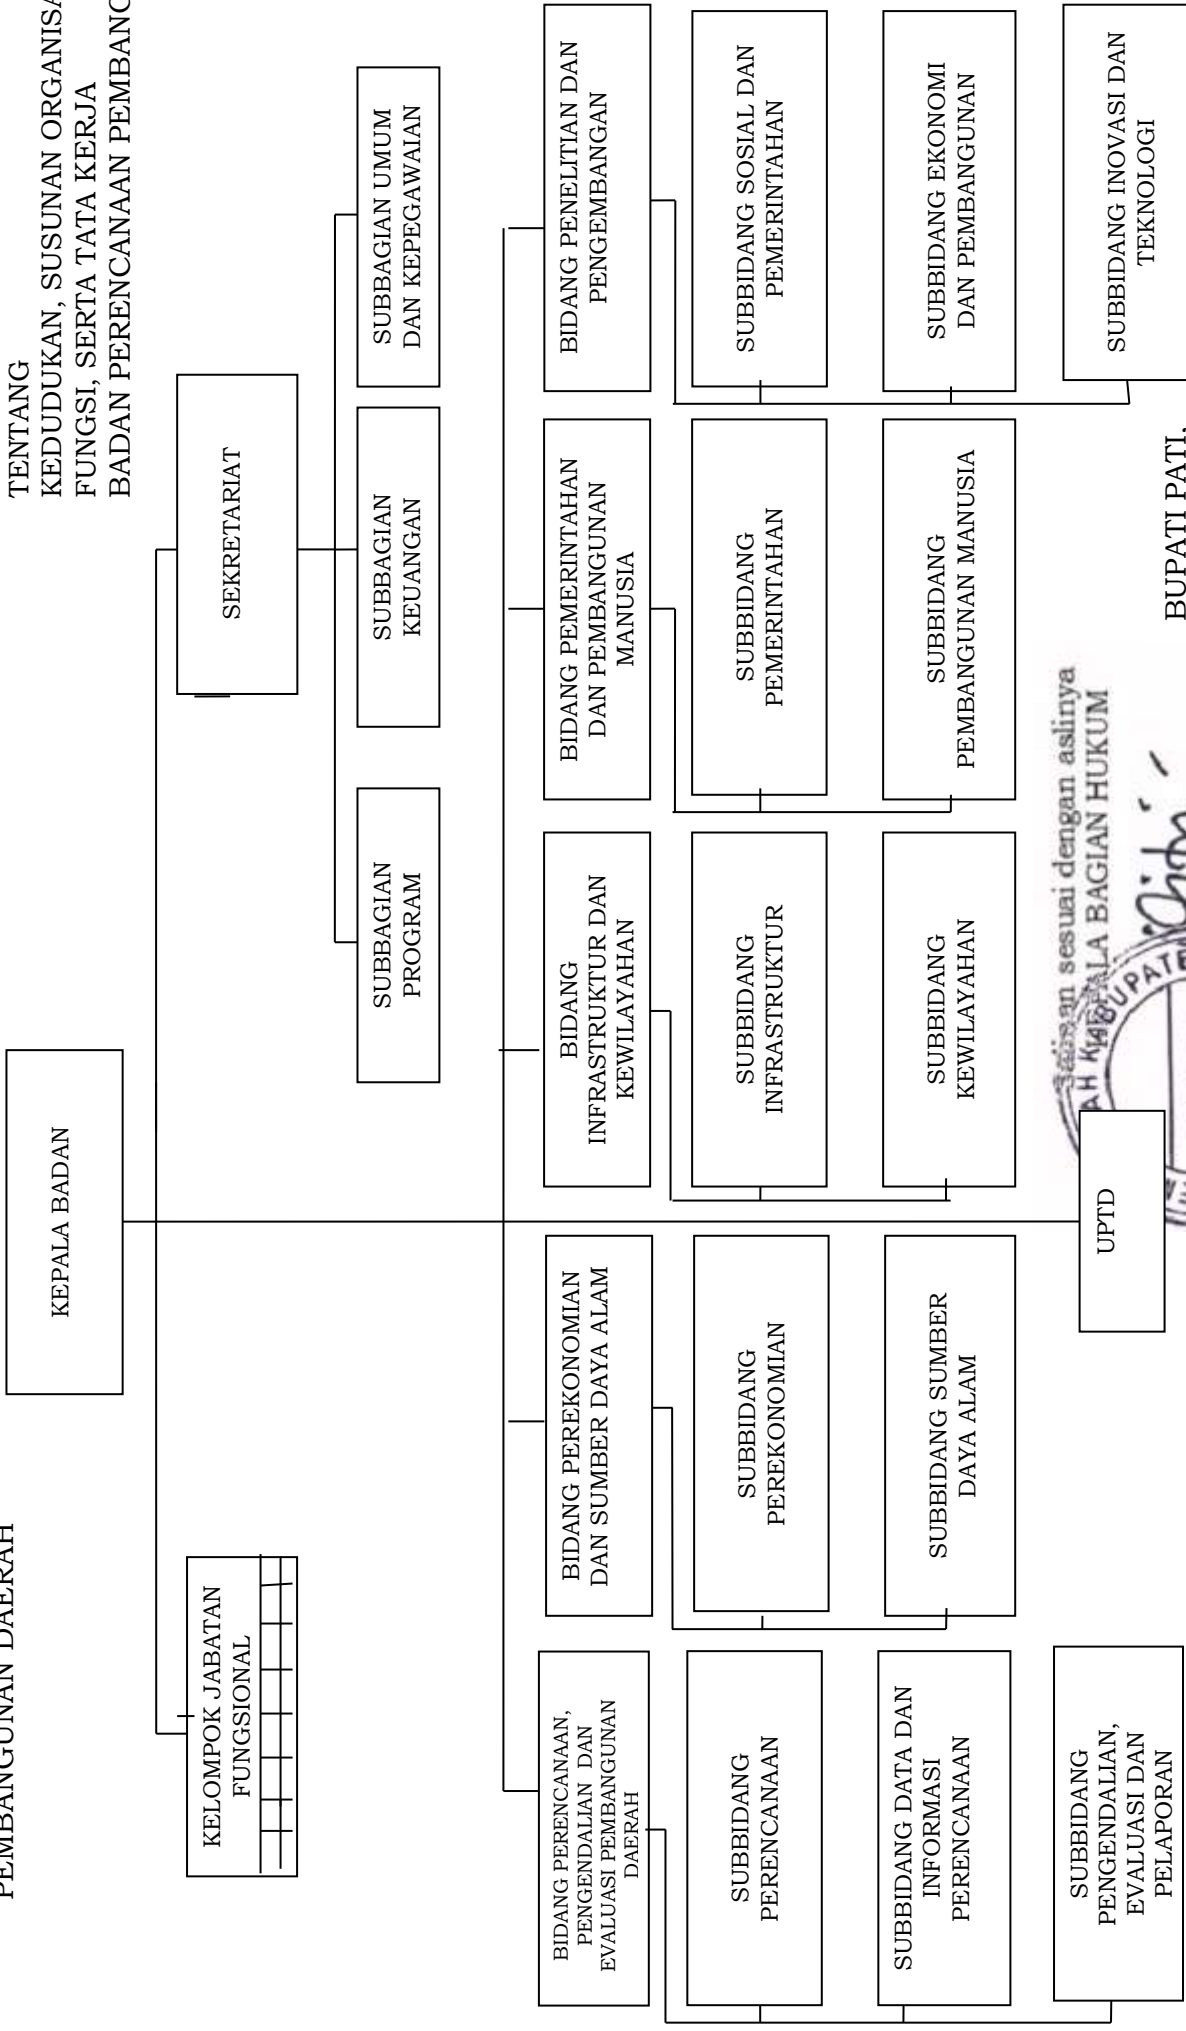 PEMBANGUNAN DAERAH
TENTANG
KEDUDUKAN, SUSUNAN
FUNGSI, SERTA TATA KERJA
BADAN PERENCANAAN
KEPALA BADAN
KELOMPOK JABATAN
FUNGSIONAL
SEKRETARIAT
SUBBAGIAN
PROGRAM
SUBBAGIAN
KEUANGAN
SUBBAGIAN UMUM
DAN KEPEGAWAIAN
BIDANG PERENCANAAN,
PENGENDALIAN DAN
EVALUASI PEMBANGUNAN
DAERAH
BIDANG PEREKONOMIAN
DAN SUMBER DAYA ALAM
BIDANG
INFRASTRUKTUR DAN
KEWILAYAHAN
BIDANG PEMERINTAHAN
DAN PEMBANGUNAN
MANUSIA
BIDANG PENELITIAN DAN
PENGEMBANGAN
SUBBIDANG
PERENCANAAN
SUBBIDANG
PEREKONOMIAN
SUBBIDANG
INFRASTRUKTUR
SUBBIDANG
PEMERINTAHAN
SUBBIDANG SOSIAL DAN
PEMERINTAHAN
SUBBIDANG DATA DAN
INFORMASI
PERENCANAAN
SUBBIDANG SUMBER
DAYA ALAM
SUBBIDANG
KEWILAYAHAN
SUBBIDANG
PEMBANGUNAN MANUSIA
SUBBIDANG EKONOMI
DAN PEMBANGUNAN
SUBBIDANG
PENGENDALIAN,
EVALUASI DAN
PELAPORAN
UPTD
SUBBIDANG INOVASI DAN
TEKNOLOGI
Salinan sesuai dengan aslinya
KEPALA BAGIAN HUKUM
BUPATI PATI,